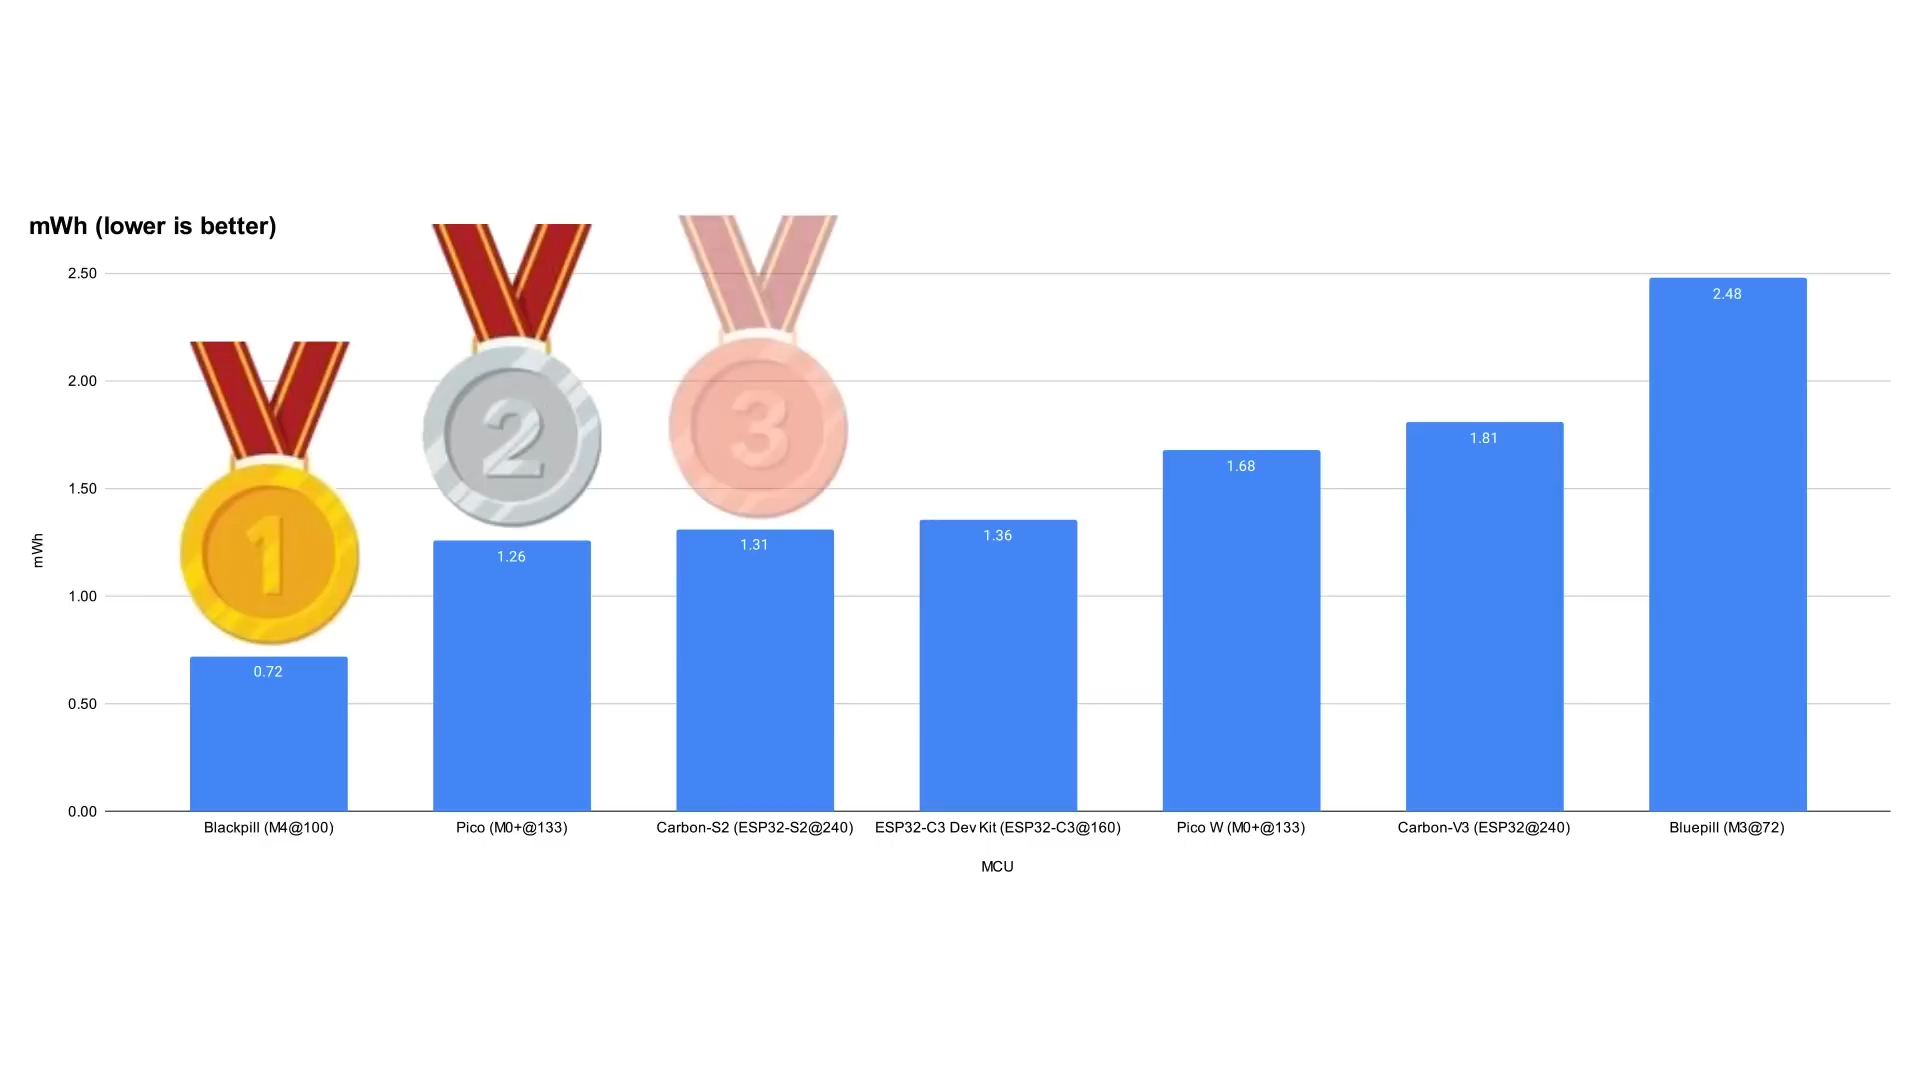 mWh (lower is better)
2.50
2.00
1.50
1.00
0.50
0.00
mWh
1
2
3
0.72
1.26
1.31
1.36
1.68
1.81
2.48
Blackpill (M4@100)
Pico (M0+@133)
Carbon-S2 (ESP32-S2@240)
ESP32-C3 Dev Kit (ESP32-C3@160)
Pico W (M0+@133)
Carbon-V3 (ESP32@240)
Bluepill (M3@72)
MCU